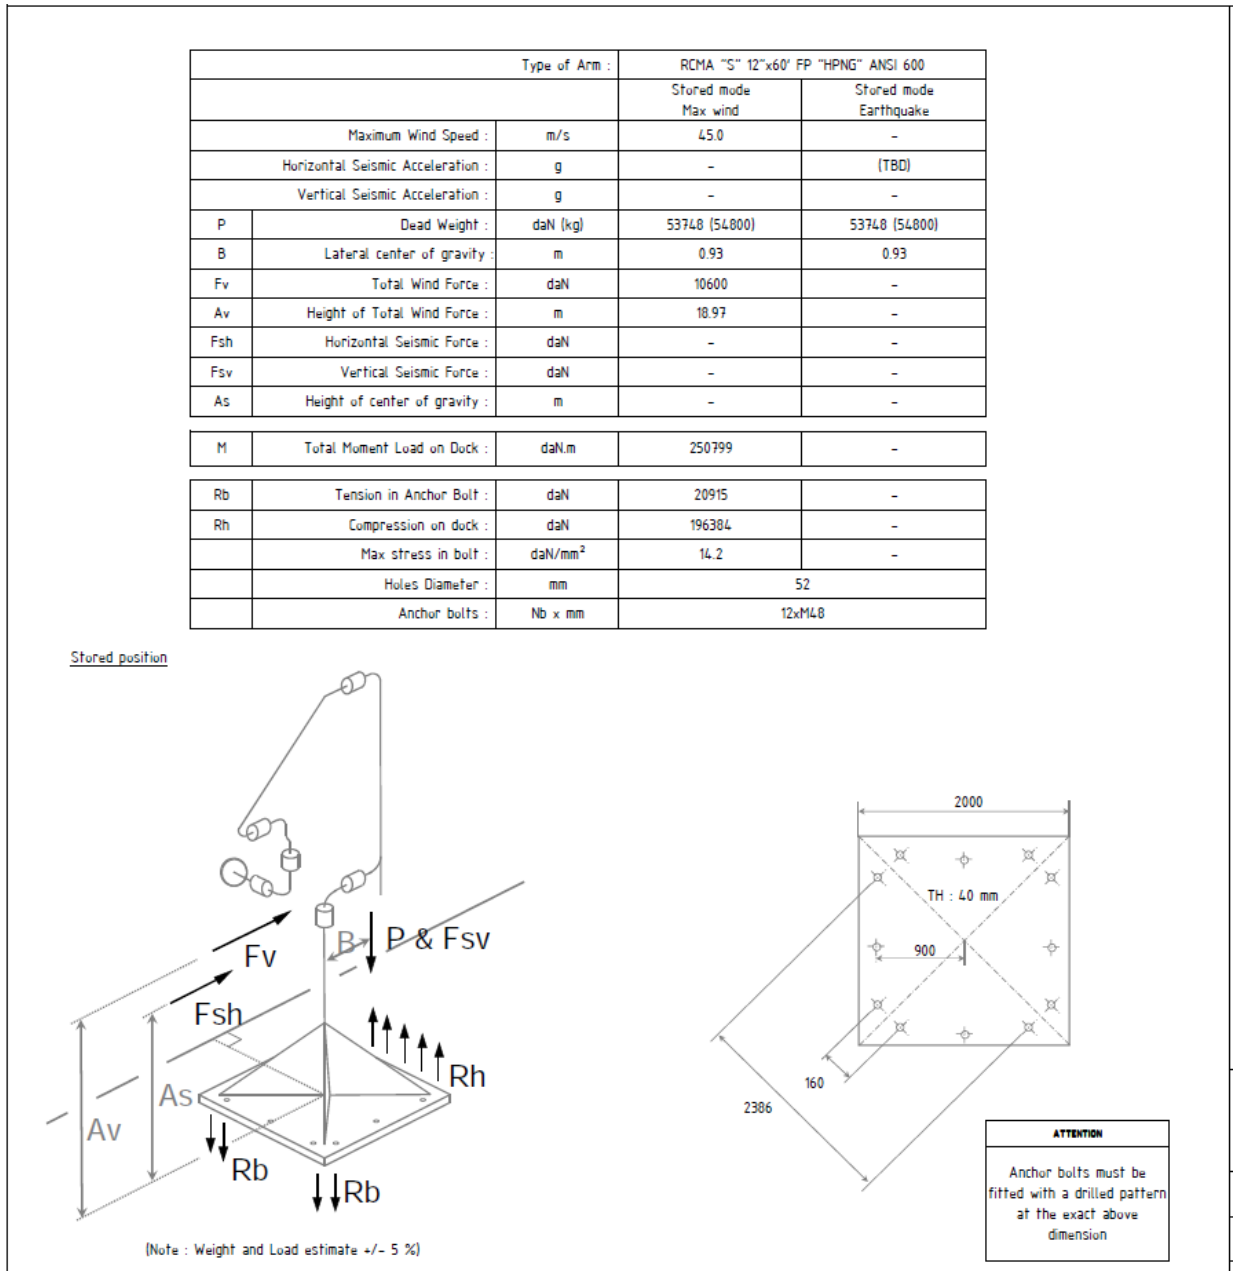 Type of Arm : RCMA "S" 12"x60' FP "HPNG" ANSI 600
Stored mode Stored mode
Max wind Earthquake
Maximum Wind Speed : m/s 45.0 -
Horizontal Seismic Acceleration : g - (TBD)
Vertical Seismic Acceleration : g - -
P Dead Weight : daN (kg) 53748 (54800) 53748 (54800)
B Lateral center of gravity : m 0.93 0.93
Fv Total Wind Force : daN 10600 -
Av Height of Total Wind Force : m 18.97 -
Fsh Horizontal Seismic Force : daN - -
Fsv Vertical Seismic Force : daN - -
As Height of center of gravity : m - -
M Total Moment Load on Dock : daN.m 250799 -
Rb Tension in Anchor Bolt : daN 20915 -
Rh Compression on dock : daN 196384 -
Max stress in bolt : daN/mm² 14.2 -
Holes Diameter : mm 52
Anchor bolts : Nb x mm 12xM48
Stored position
Fv
B
P & Fsv
Fsh
Rh
As
Av
Rb
Rb
(Note : Weight and Load estimate +/- 5 %)
2000
TH : 40 mm
900
160
2386
ATTENTION
Anchor bolts must be
fitted with a drilled pattern
at the exact above
dimension